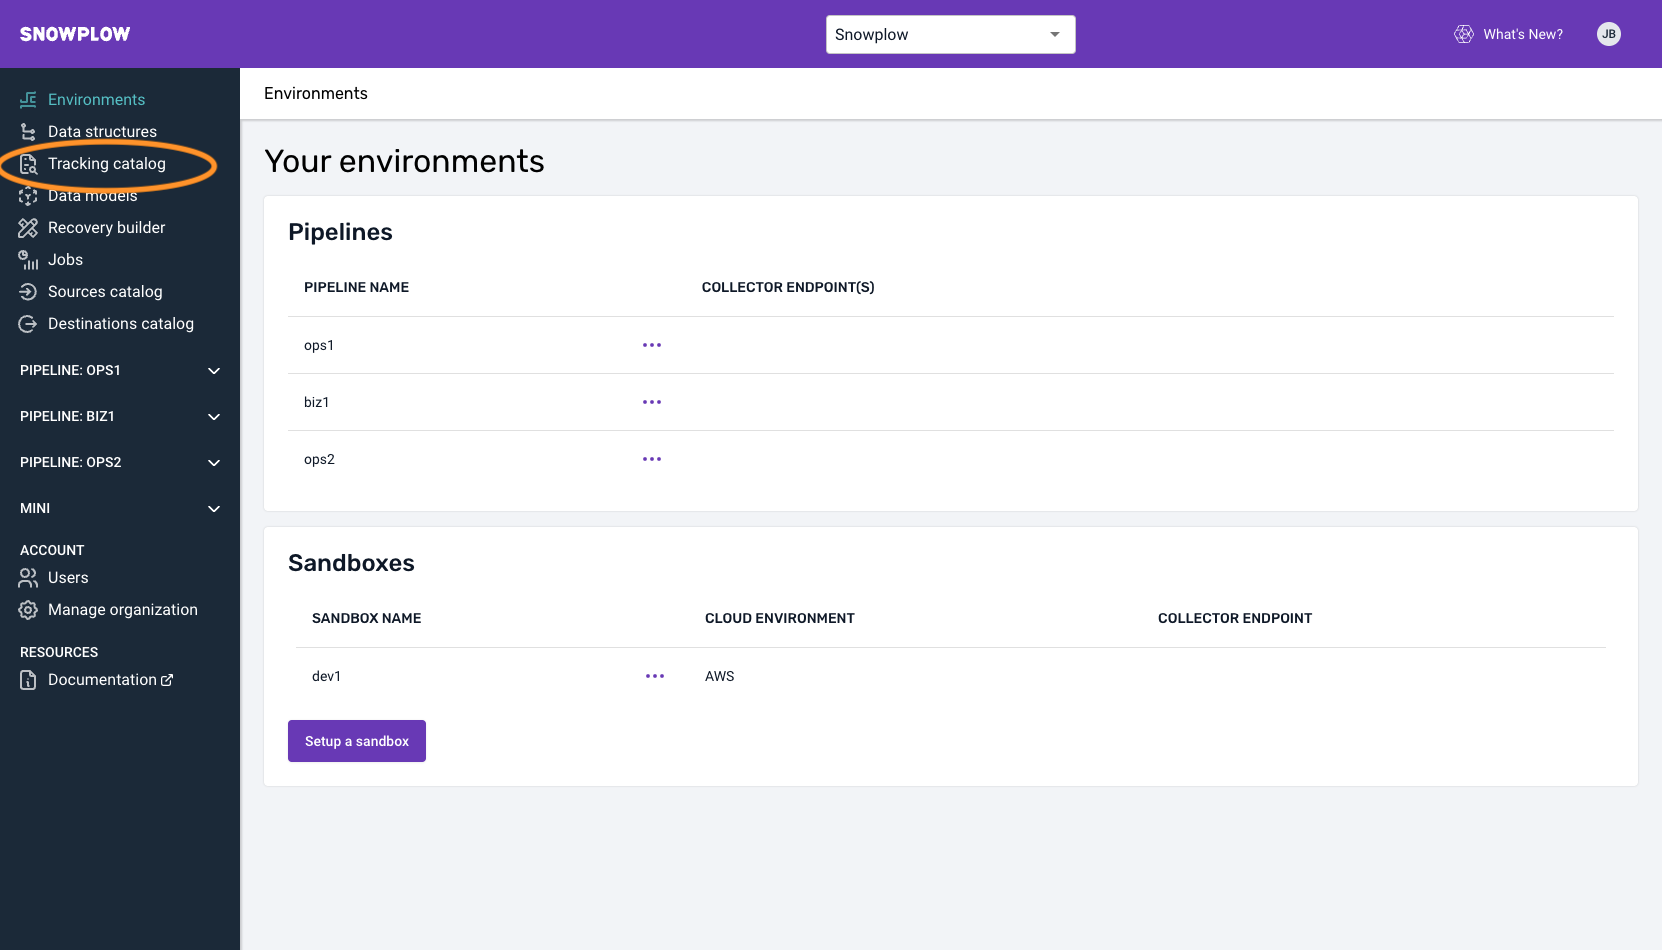 SNOWPLOW
Snowplow
What's New?
JB
Environments
Data structures
Tracking catalog
Data models
Recovery builder
Jobs
Sources catalog
Destinations catalog
PIPELINE: OPS1
PIPELINE: BIZ1
PIPELINE: OPS2
MINI
ACCOUNT
Users
Manage organization
RESOURCES
Documentation
Environments
Your environments
Pipelines
PIPELINE NAME COLLECTOR ENDPOINT(S)
ops1
biz1
ops2
Sandboxes
SANDBOX NAME CLOUD ENVIRONMENT COLLECTOR ENDPOINT
dev1 AWS
Setup a sandbox